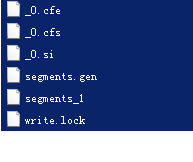 _0.cfe
_0.cfs
_0.si
segments.gen
segments_1
write.lock